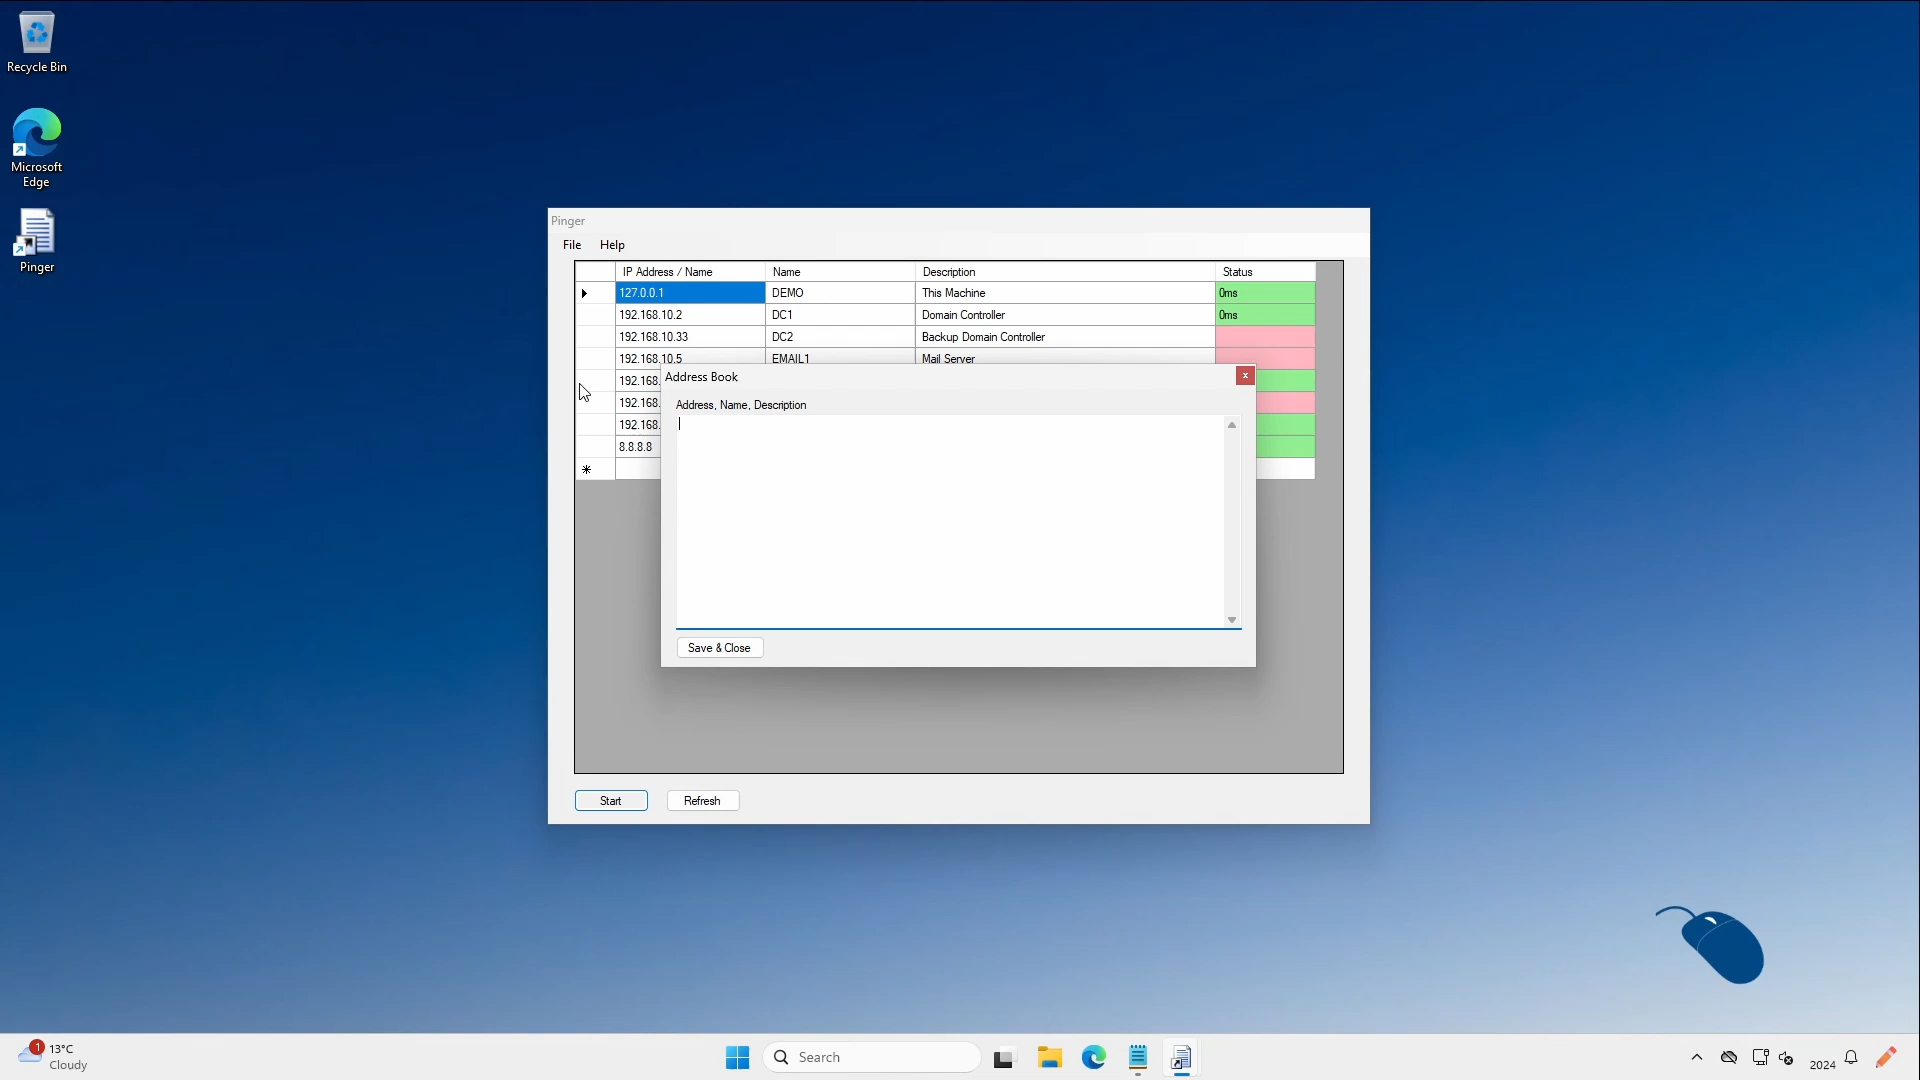 Recycle Bin
Microsoft
Edge
Pinger
Pinger
File Help
IP Address / Name Name Description Status
127.0.0.1 DEMO This Machine 0ms
192.168.10.2 DC1 Domain Controller 0ms
192.168.10.33 DC2 Backup Domain Controller
192.168.10.5 EMAIL1 Mail Server
192.168.
192.168.
192.168.
8.8.8.8
Address Book
Address, Name, Description
Save & Close
Start Refresh
1
13°C
Cloudy
Search
2024